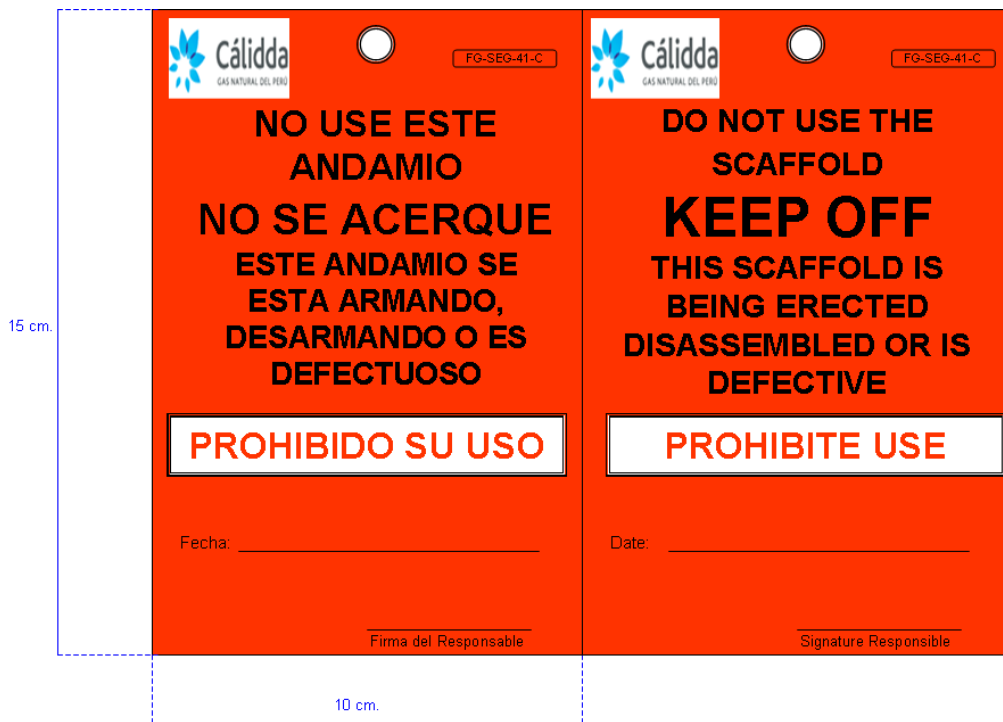 Cálidda
GAS NATURAL DEL PERÚ
FG-SEG-41-C
NO USE ESTE
ANDAMIO
NO SE ACERQUE
ESTE ANDAMIO SE
ESTA ARMANDO,
DESARMANDO O ES
DEFECTUOSO
PROHIBIDO SU USO
Fecha:
Firma del Responsable
Cálidda
GAS NATURAL DEL PERÚ
FG-SEG-41-C
DO NOT USE THE
SCAFFOLD
KEEP OFF
THIS SCAFFOLD IS
BEING ERECTED
DISASSEMBLED OR IS
DEFECTIVE
PROHIBITE USE
Date:
Signature Responsible
15 cm.
10 cm.